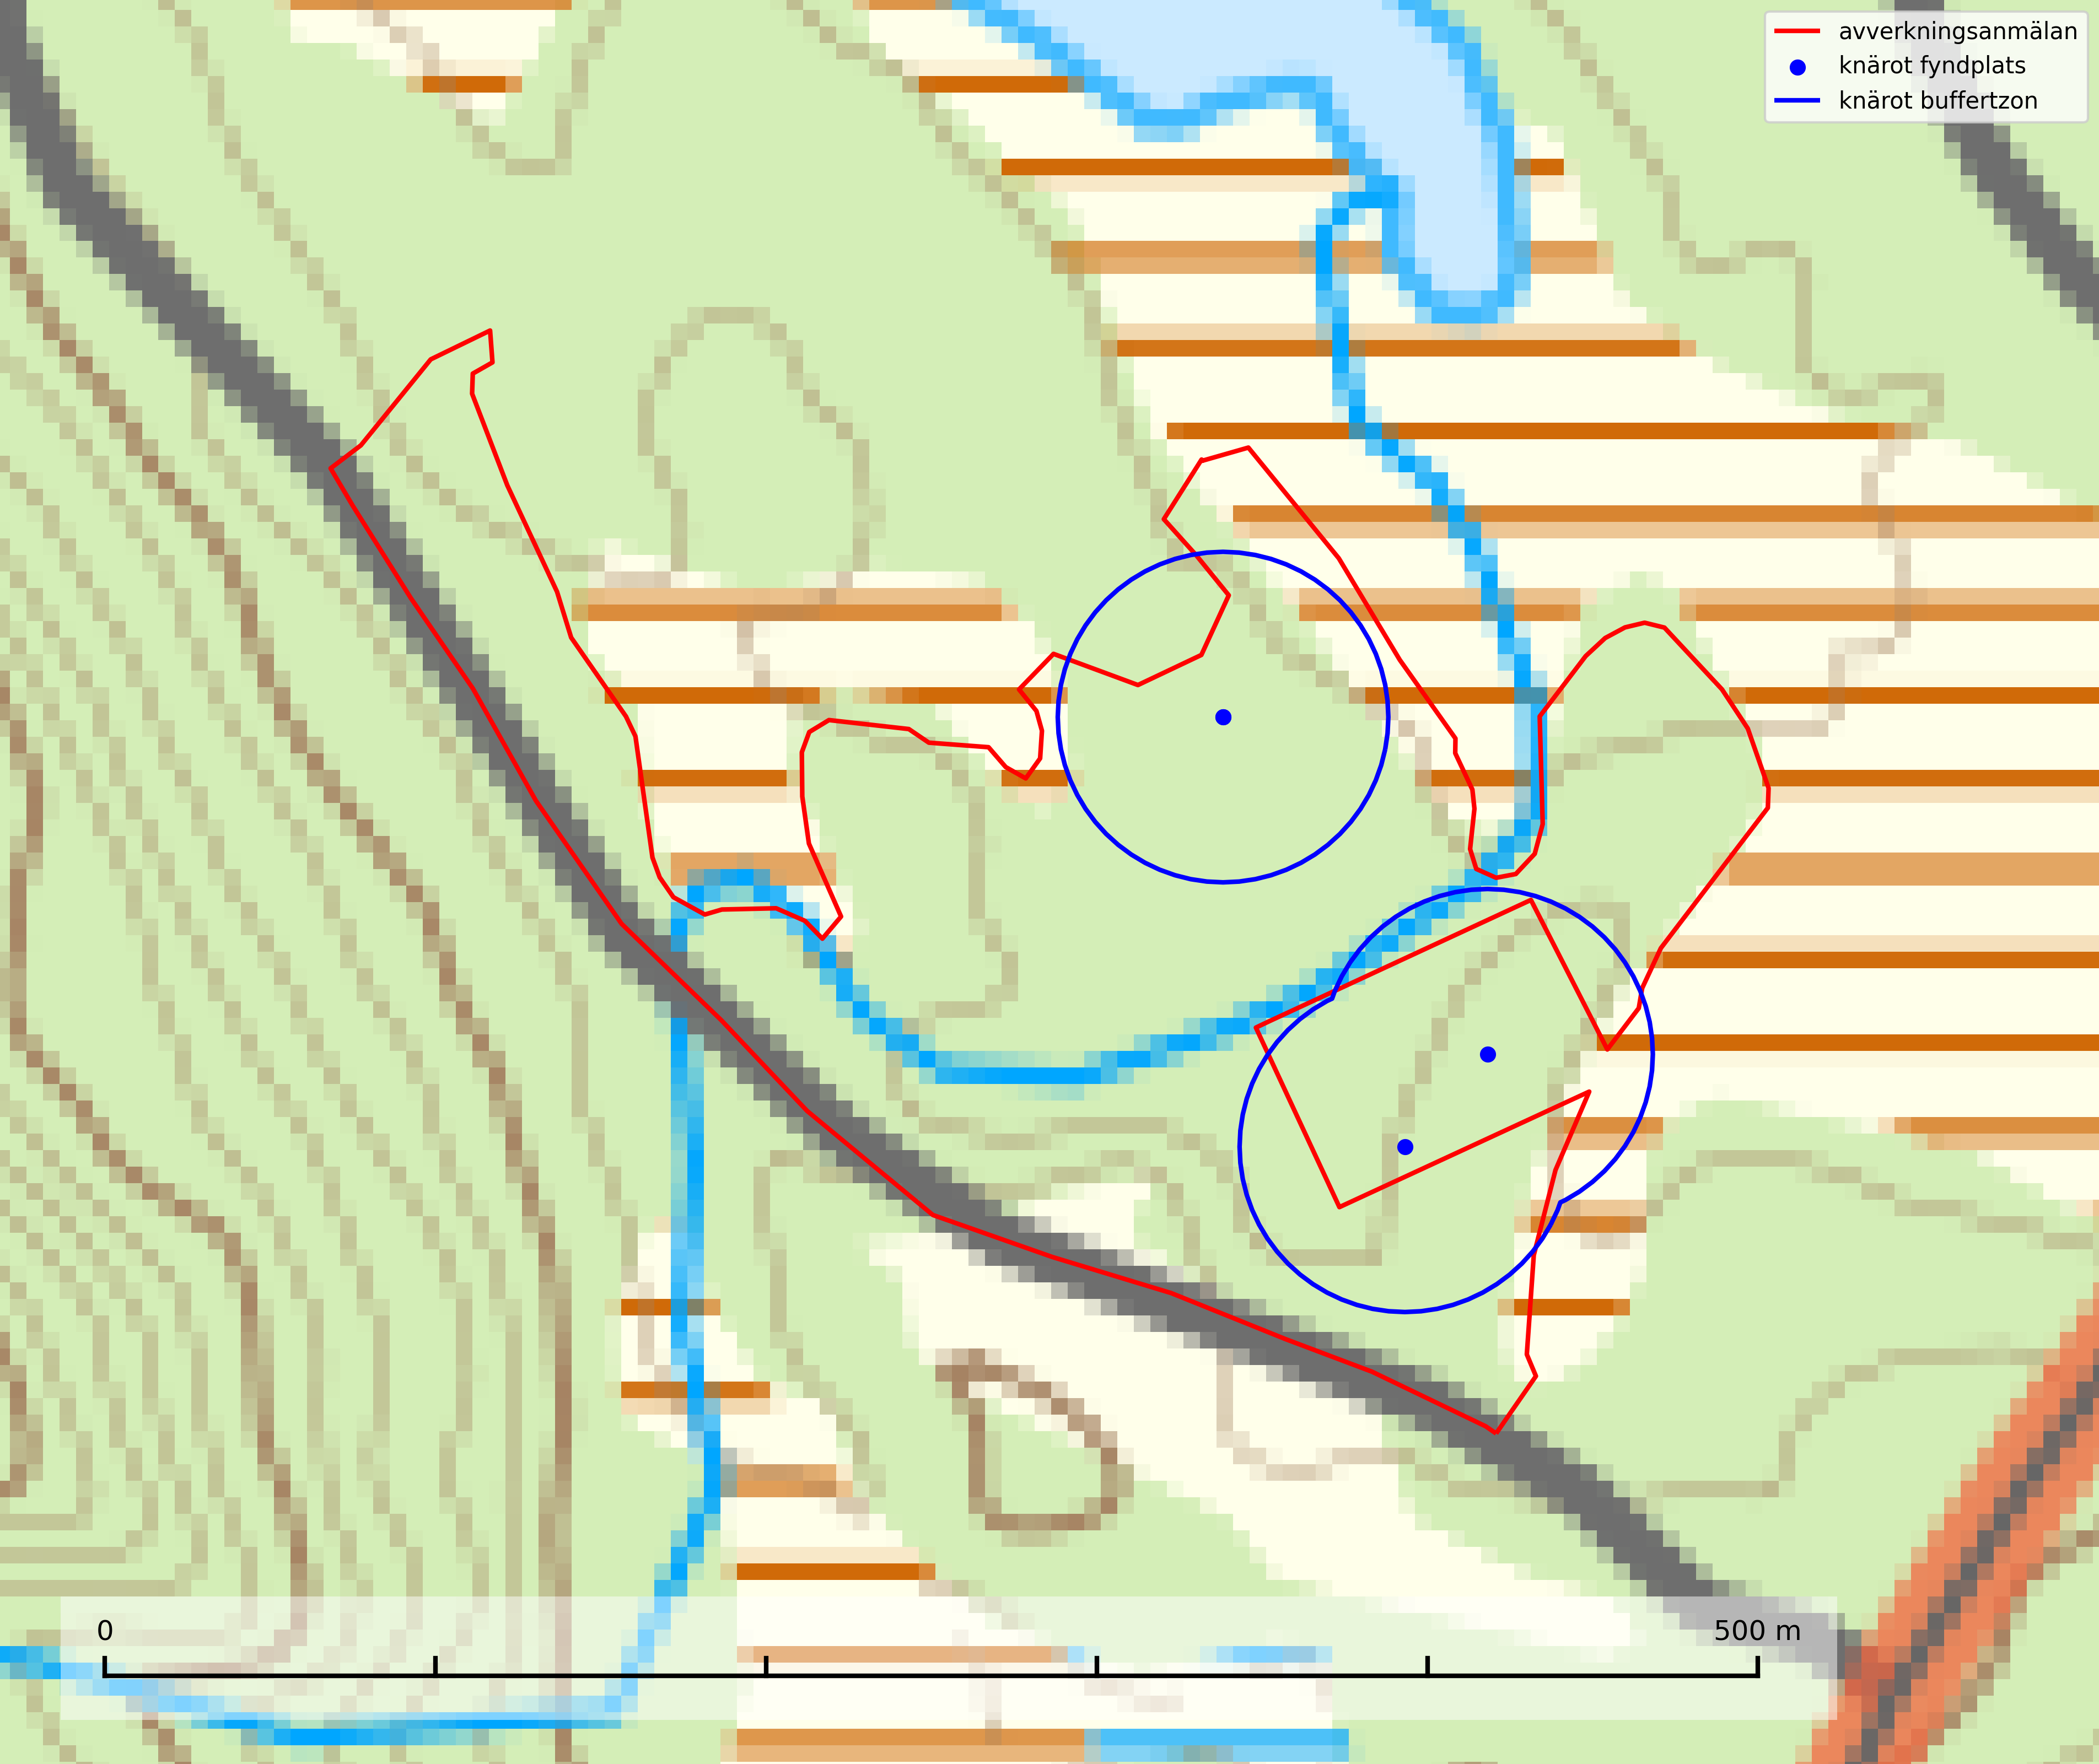 avverkningsanmälan
knärot fyndplats
knärot buffertzon
0
500 m